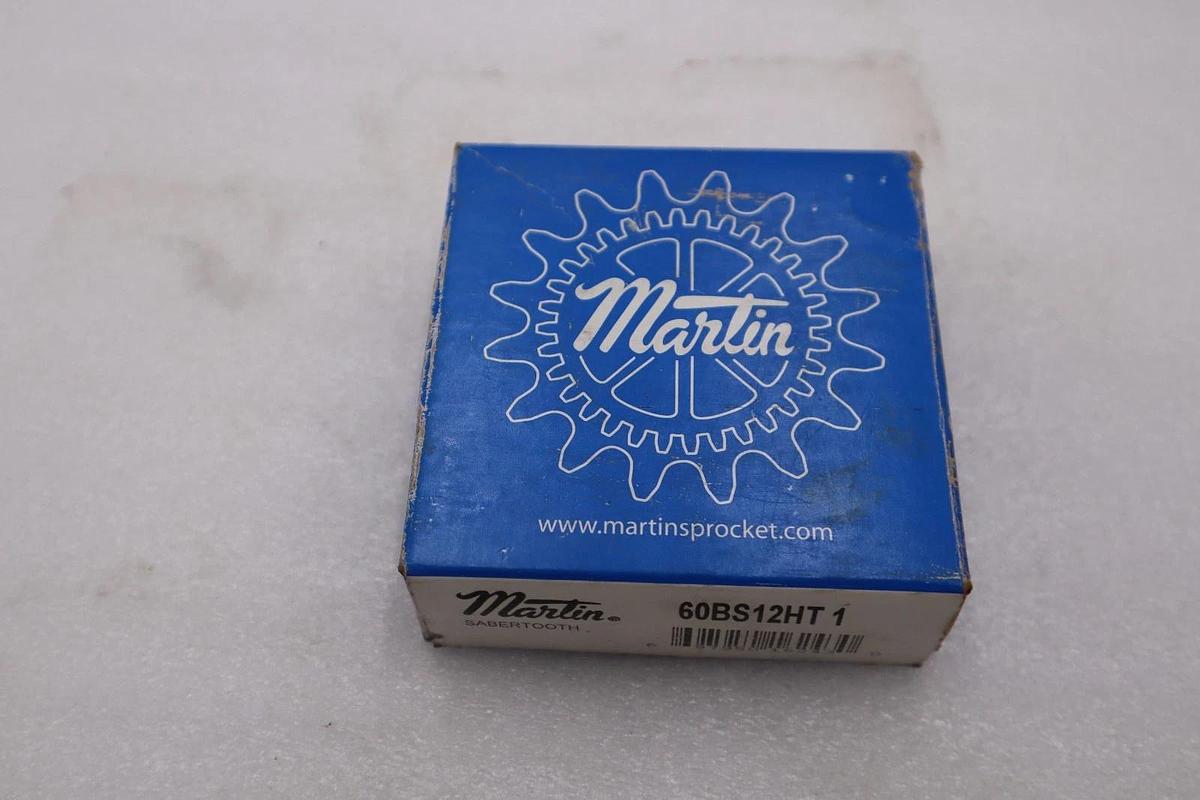 Martin
www.martinsprocket.com
Martin®
SABERTOOTH
60BS12HT 1